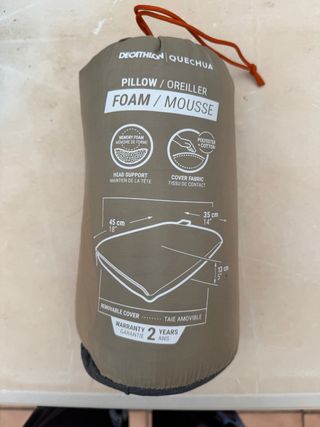 DECATHLON QUECHUA
PILLOW / OREILLER
FOAM / MOUSSE
MEMORY FOAM
MÉMOIRE DE FORME
POLYESTER
+ COTTON
HEAD SUPPORT
MAINTIEN DE LA TÊTE
COVER FABRIC
TISSU DE CONTACT
45 cm
18"
35 cm
14"
cm
REMOVABLE COVER ........ TAIE AMOVIBLE
WARRANTY 2 YEARS
GARANTIE ANS